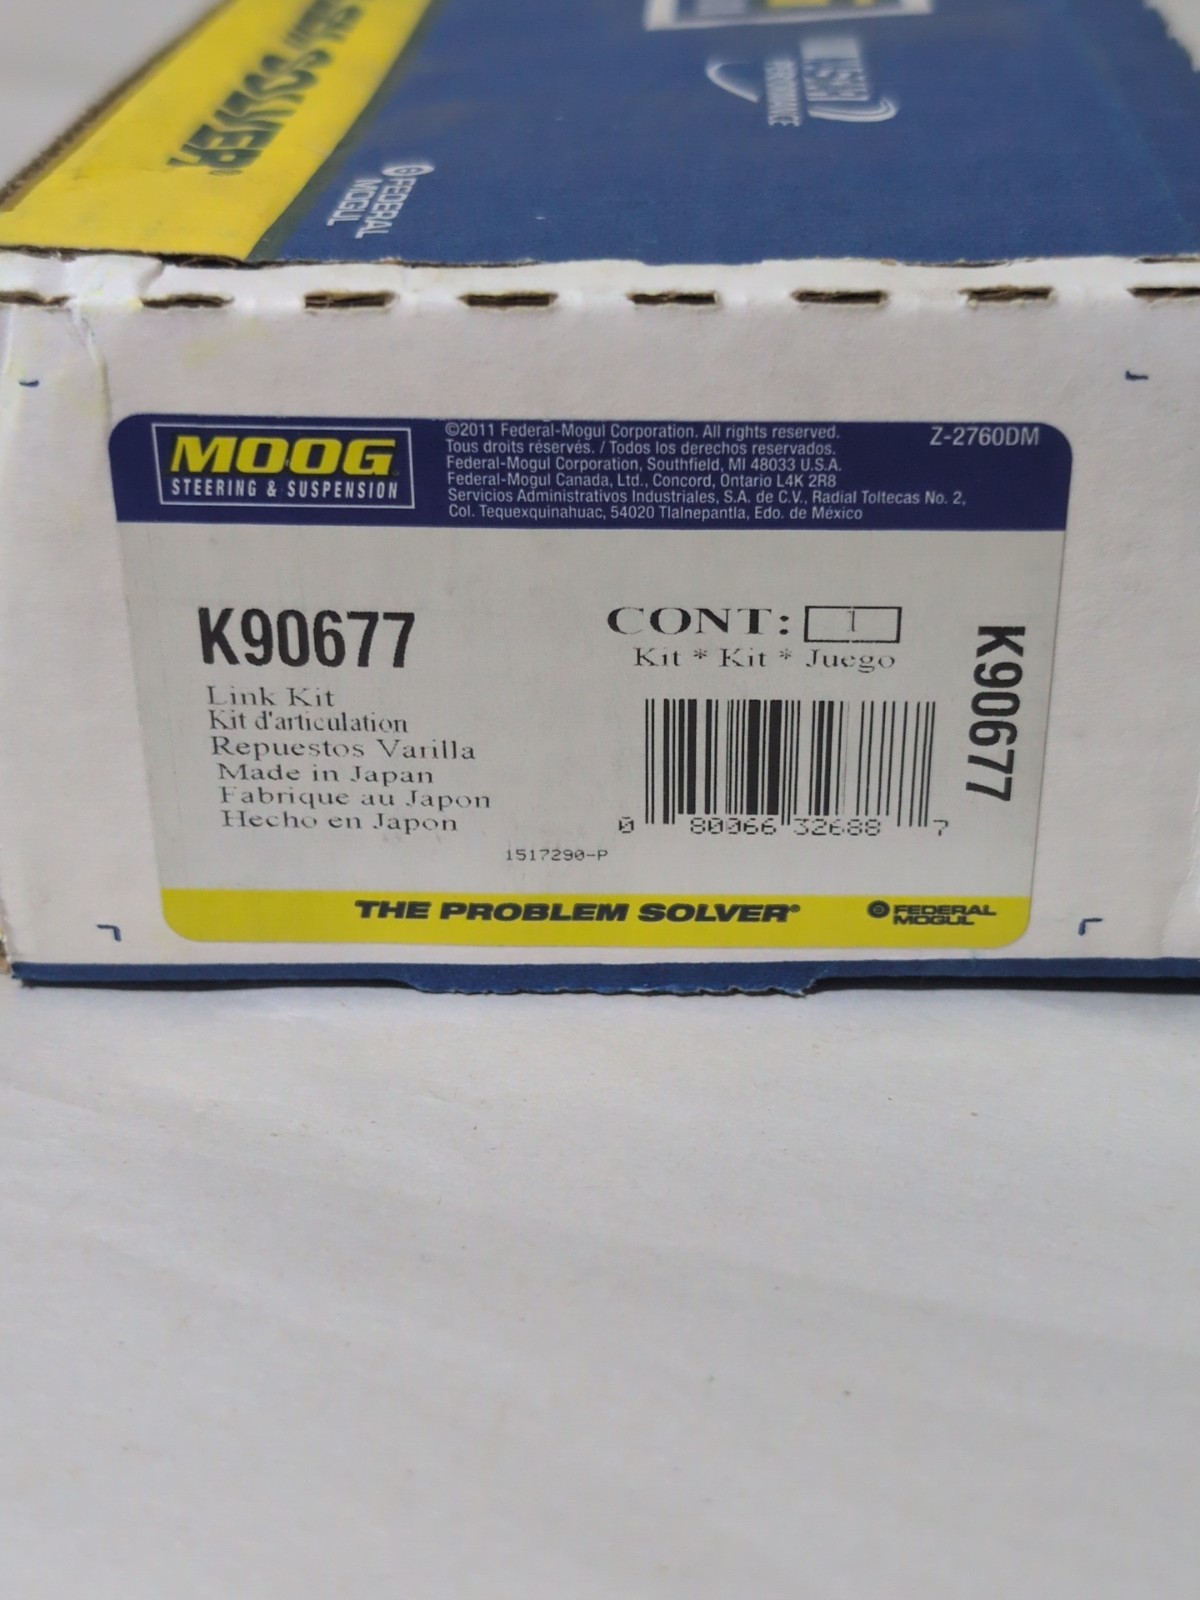 FEDERAL
MOGUL
MOOG
STEERING & SUSPENSION
©2011 Federal-Mogul Corporation. All rights reserved.
Tous droits réservés. / Todos los derechos reservados.
Federal-Mogul Corporation, Southfield, MI 48033 U.S.A.
Federal-Mogul Canada, Ltd., Concord, Ontario L4K 2R8
Servicios Administrativos Industriales, S.A. de C.V., Radial Toltecas No. 2,
Col. Tequexquinahuac, 54020 Tlalnepantla, Edo. de México
Z-2760DM
K90677
Link Kit
Kit d'articulation
Repuestos Varilla
Made in Japan
Fabrique au Japon
Hecho en Japon
CONT: 1
Kit * Kit * Juego
K90677
0 80066 32688 7
1517290-P
THE PROBLEM SOLVER®
FEDERAL
MOGUL